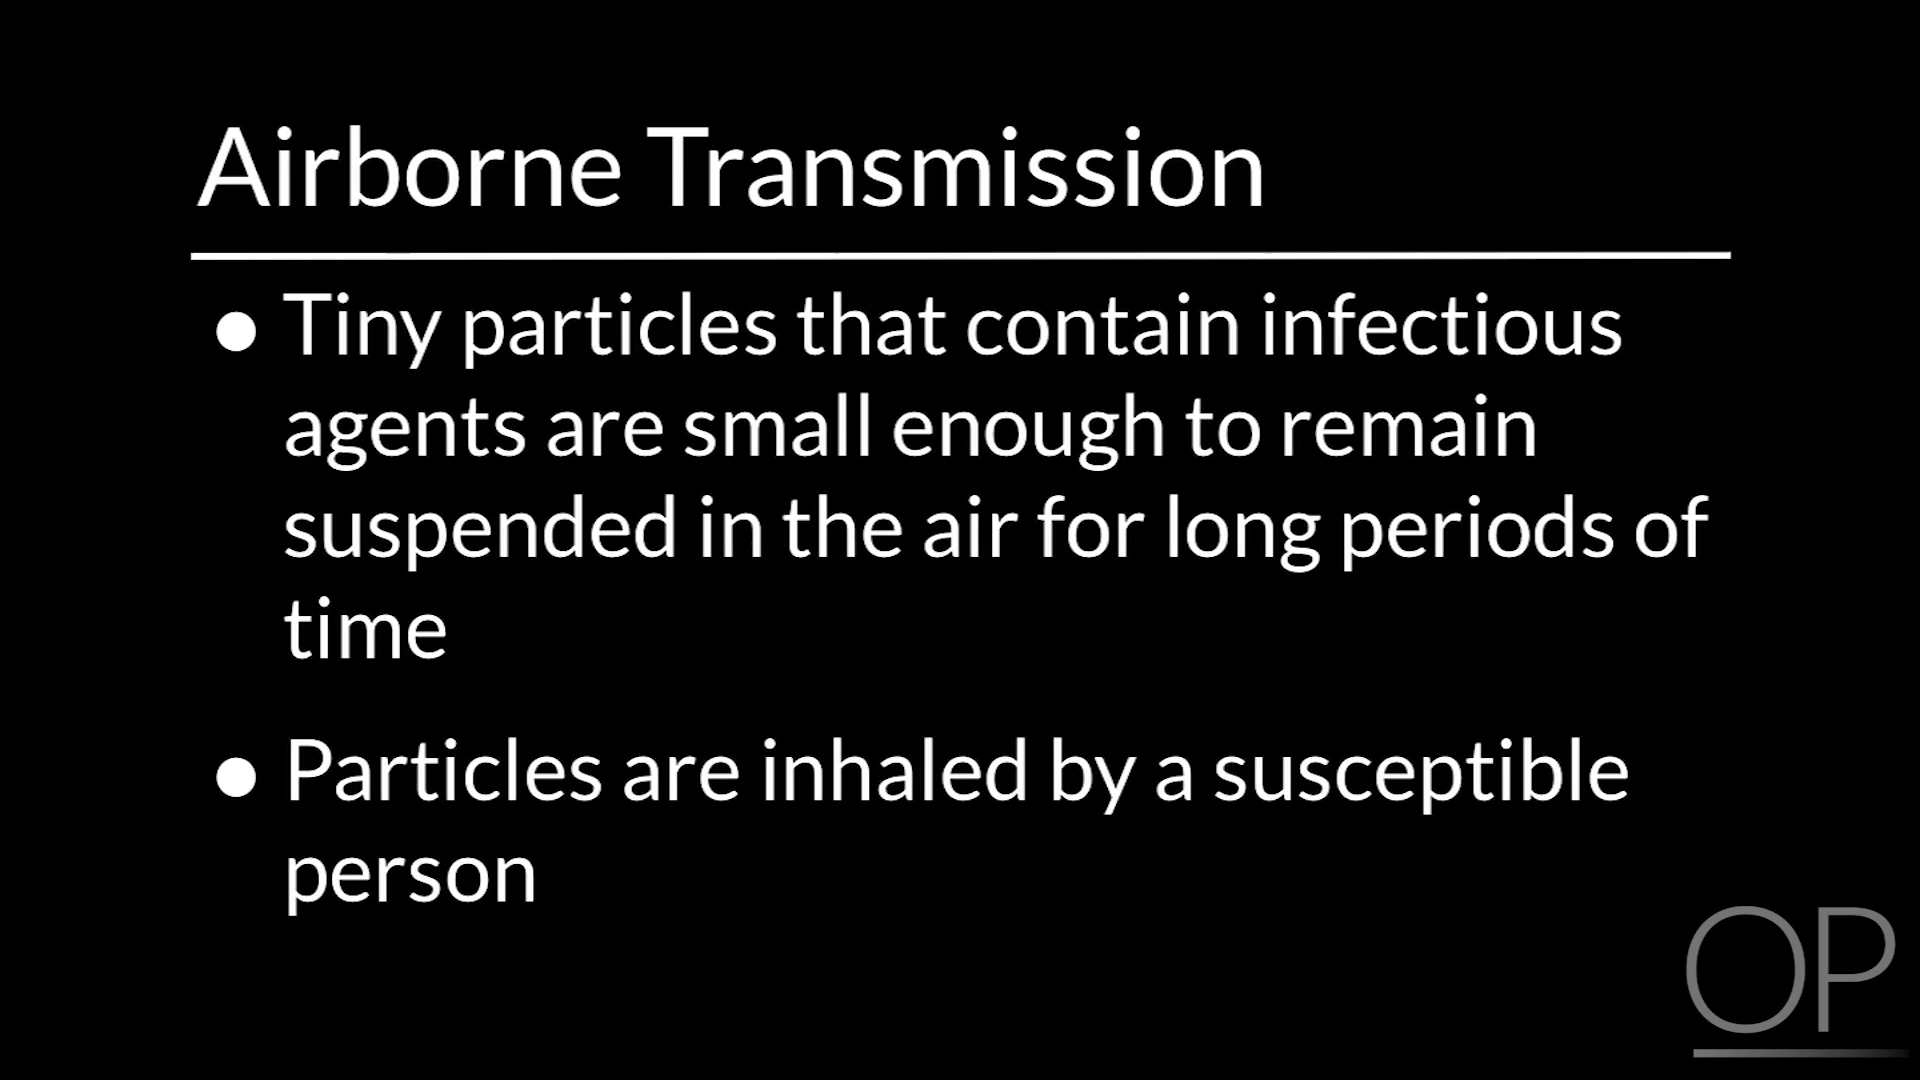 Airborne Transmission
● Tiny particles that contain infectious
agents are small enough to remain
suspended in the air for long periods of
time
● Particles are inhaled by a susceptible
person
OP